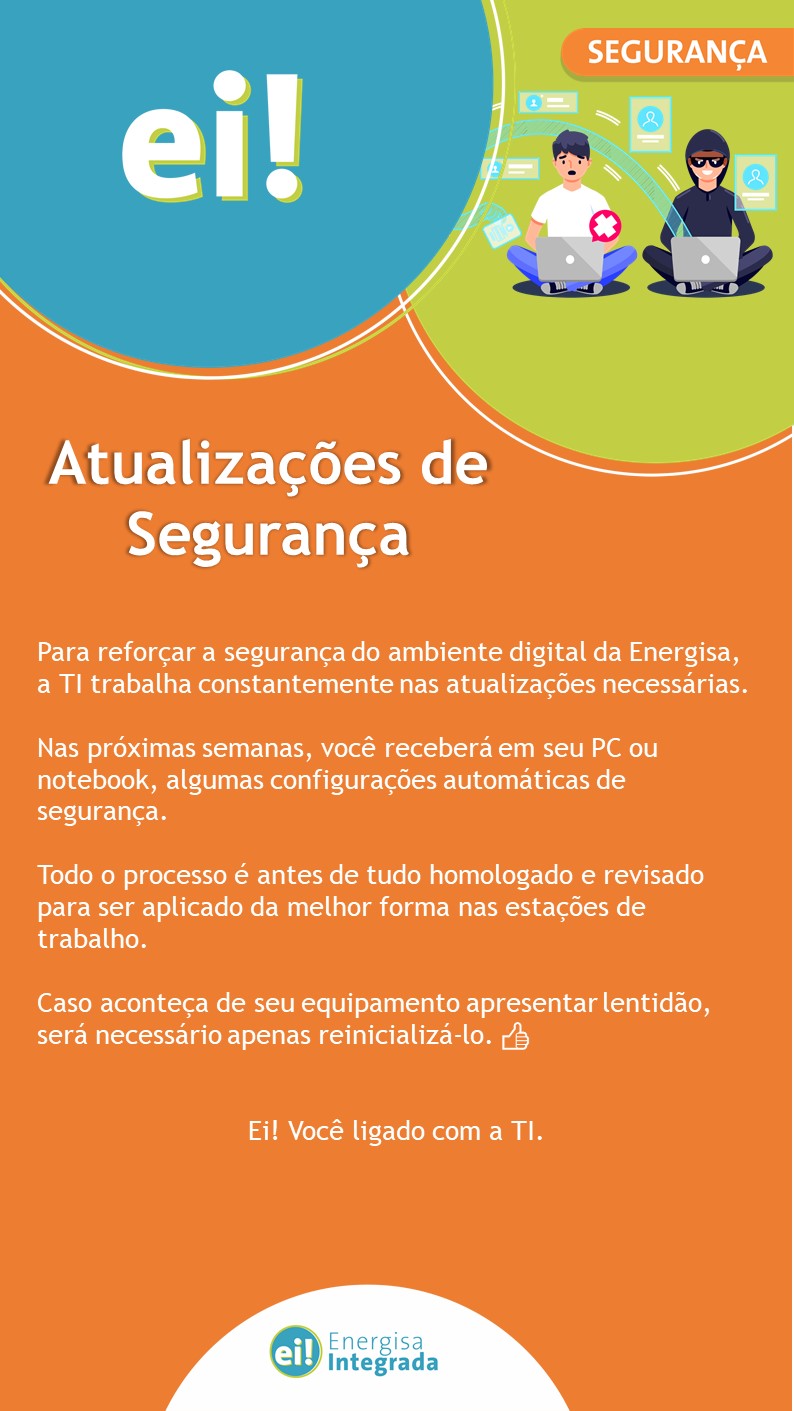 ei!
SEGURANÇA
Atualizações de
Segurança
Para reforçar a segurança do ambiente digital da Energisa,
a TI trabalha constantemente nas atualizações necessárias.
Nas próximas semanas, você receberá em seu PC ou
notebook, algumas configurações automáticas de
segurança.
Todo o processo é antes de tudo homologado e revisado
para ser aplicado da melhor forma nas estações de
trabalho.
Caso aconteça de seu equipamento apresentar lentidão,
será necessário apenas reinicializá-lo.
Ei! Você ligado com a TI.
ei! Energisa
Integrada